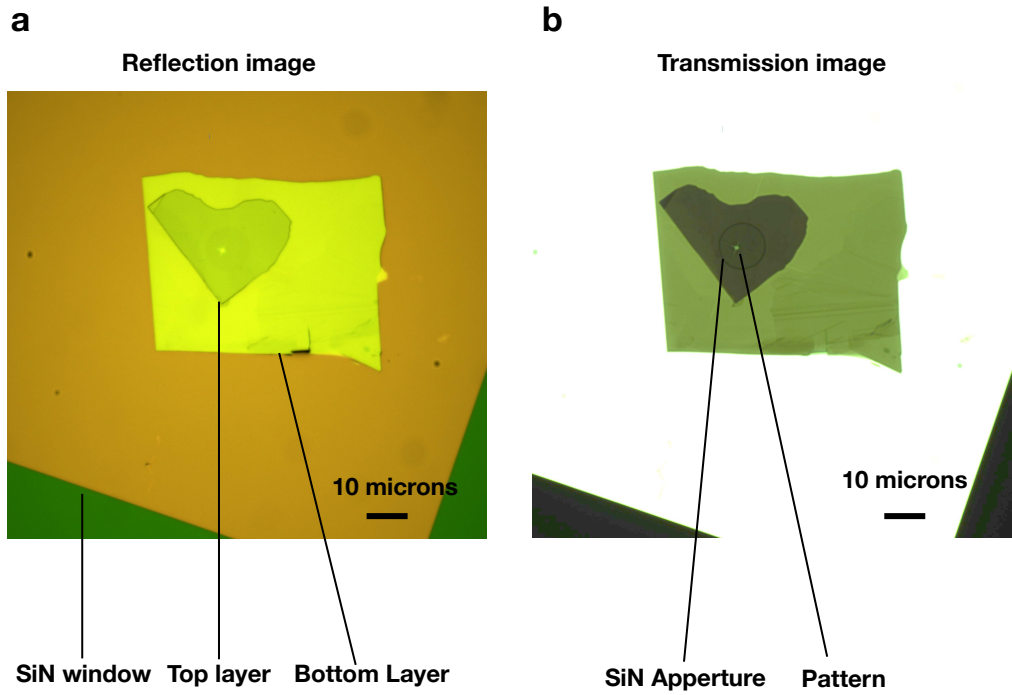 a
b
Reflection image
Transmission image
10 microns
10 microns
SiN window
Top layer
Bottom Layer
SiN Apperture
Pattern